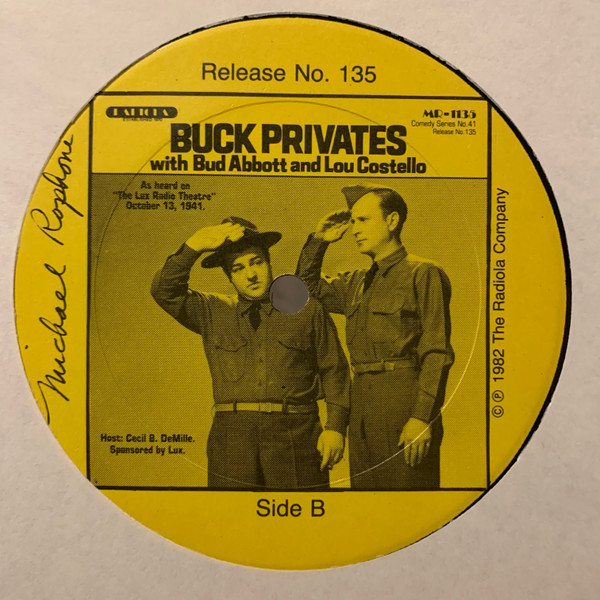 Release No. 135
RADIOLA
MR-1135
Comedy Series No. 41
Release No. 135
BUCK PRIVATES
with Bud Abbott and Lou Costello
As heard on
"The Lux Radio Theatre"
October 13, 1941.
Michael Rophone
© ℗ 1982 The Radiola Company
Host: Cecil B. DeMille.
Sponsored by Lux.
Side B